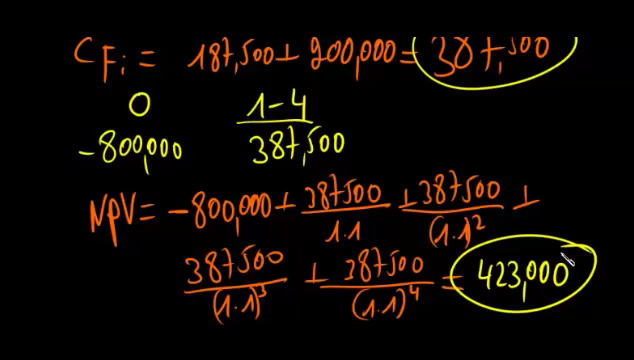 CFi = 187,500 + 200,000 = 387,500
0 1-4
-800,000 387,500
NPV = -800,000 + 387500/1.1 + 387500/(1.1)^2 +
387500/(1.1)^3 + 387500/(1.1)^4 = 423,000